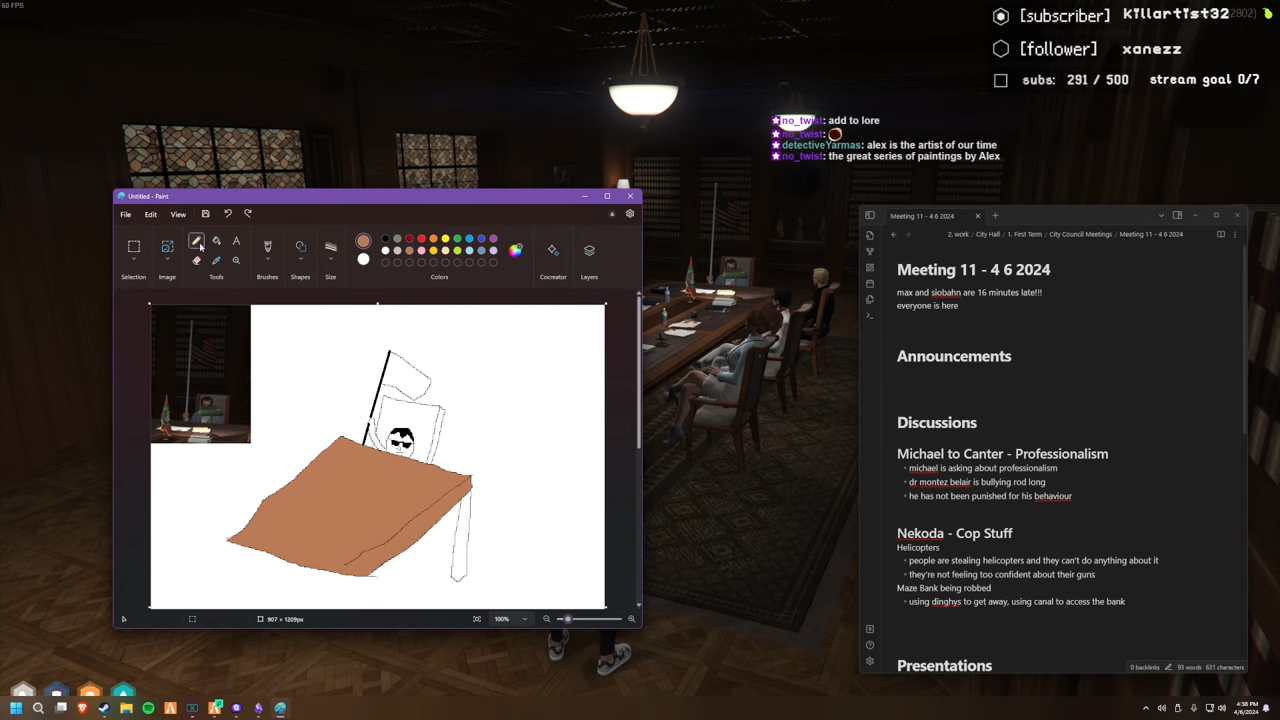 60 FPS
[subscriber] killartist32
2802)
[follower] xanezz
subs: 291 / 500 stream goal 0/7
no_twist: add to lore
no_twist:
detectiveYarmas: alex is the artist of our time
no_twist: the great series of paintings by Alex
Untitled - Paint
File Edit View
Selection Image Tools Brushes Shapes Size Colors Cocreator Layers
907 × 1209px
100%
Meeting 11 - 4 6 2024
2. work / City Hall / 1. First Term / City Council Meetings / Meeting 11 - 4 6 2024
Meeting 11 - 4 6 2024
max and siobahn are 16 minutes late!!!
everyone is here
Announcements
Discussions
Michael to Canter - Professionalism
michael is asking about professionalism
dr montez belair is bullying rod long
he has not been punished for his behaviour
Nekoda - Cop Stuff
Helicopters
people are stealing helicopters and they can't do anything about it
they're not feeling too confident about their guns
Maze Bank being robbed
using dinghys to get away, using canal to access the bank
Presentations
0 backlinks 93 words 631 characters
4:38 PM
4/6/2024